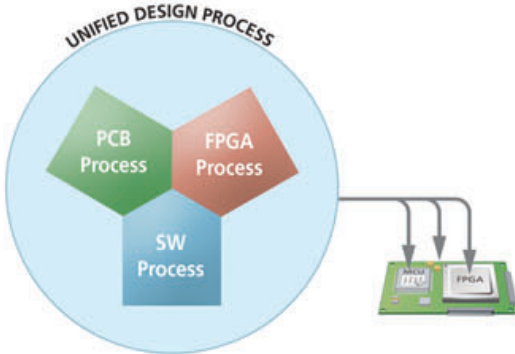 UNIFIED DESIGN PROCESS
PCB
Process
FPGA
Process
SW
Process
MCU
FPGA